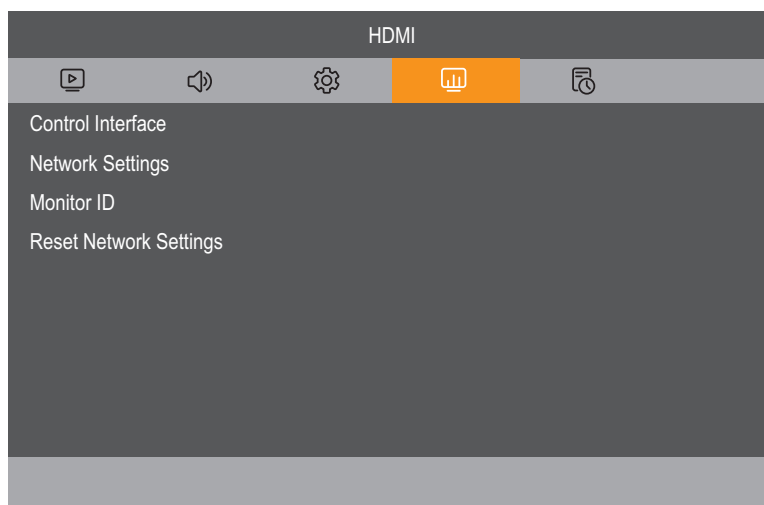 HDMI
Control Interface
Network Settings
Monitor ID
Reset Network Settings